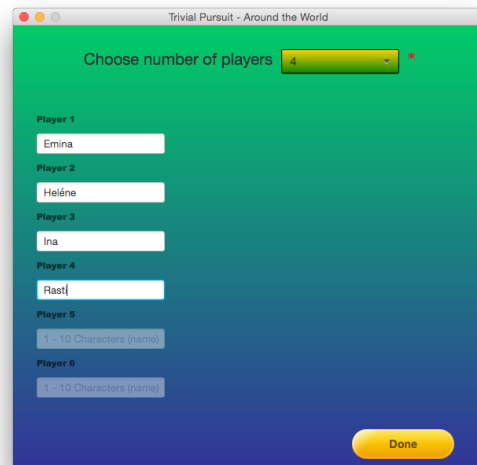 Trivial Pursuit - Around the World
Choose number of players 4 *
Player 1
Emina
Player 2
Heléne
Player 3
Ina
Player 4
Rasti
Player 5
1 - 10 Characters (name)
Player 6
1 - 10 Characters (name)
Done